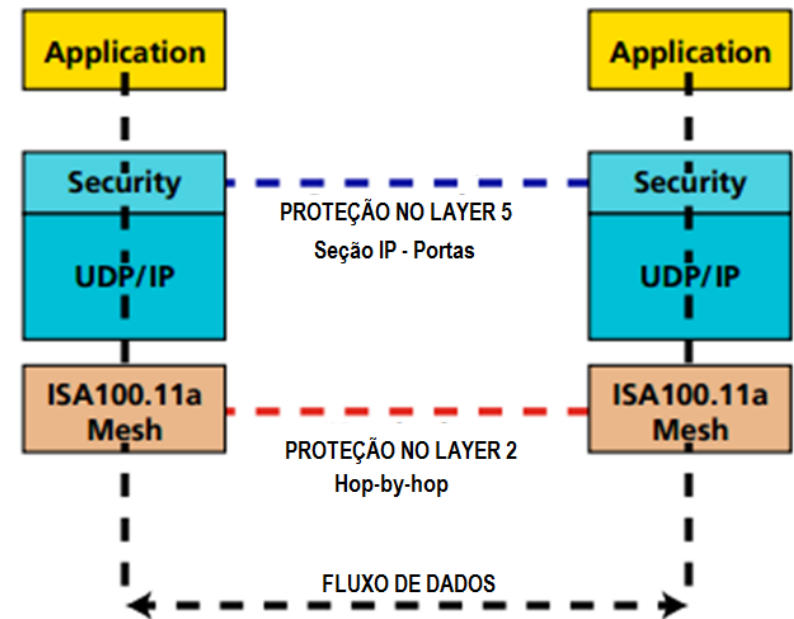 Application
Application
Security
Security
PROTEÇÃO NO LAYER 5
Seção IP - Portas
UDP/IP
UDP/IP
ISA100.11a
Mesh
ISA100.11a
Mesh
PROTEÇÃO NO LAYER 2
Hop-by-hop
FLUXO DE DADOS